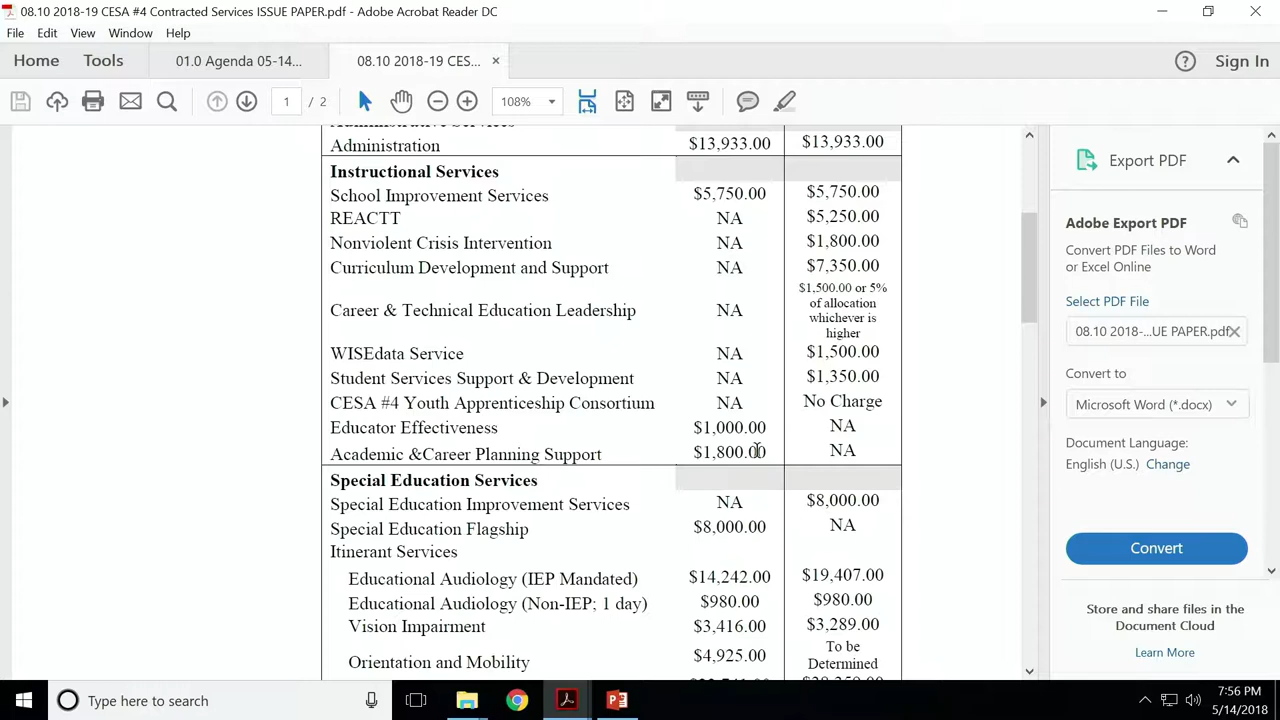 08.10 2018-19 CESA #4 Contracted Services ISSUE PAPER.pdf - Adobe Acrobat Reader DC
File Edit View Window Help
Home Tools 01.0 Agenda 05-14... 08.10 2018-19 CES... × Sign In
1 / 2 108%
Administrative Services
Administration $13,933.00 $13,933.00
Instructional Services
School Improvement Services $5,750.00 $5,750.00
REACTT NA $5,250.00
Nonviolent Crisis Intervention NA $1,800.00
Curriculum Development and Support NA $7,350.00
Career & Technical Education Leadership NA $1,500.00 or 5%
of allocation
whichever is
higher
WISEdata Service NA $1,500.00
Student Services Support & Development NA $1,350.00
CESA #4 Youth Apprenticeship Consortium NA No Charge
Educator Effectiveness $1,000.00 NA
Academic &Career Planning Support $1,800.00 NA
Special Education Services
Special Education Improvement Services NA $8,000.00
Special Education Flagship $8,000.00 NA
Itinerant Services
Educational Audiology (IEP Mandated) $14,242.00 $19,407.00
Educational Audiology (Non-IEP; 1 day) $980.00 $980.00
Vision Impairment $3,416.00 $3,289.00
Orientation and Mobility $4,925.00 To be
Determined
Export PDF
Adobe Export PDF
Convert PDF Files to Word
or Excel Online
Select PDF File
08.10 2018-...UE PAPER.pdf
Convert to
Microsoft Word (*.docx)
Document Language:
English (U.S.) Change
Convert
Store and share files in the
Document Cloud
Learn More
Type here to search
7:56 PM
5/14/2018